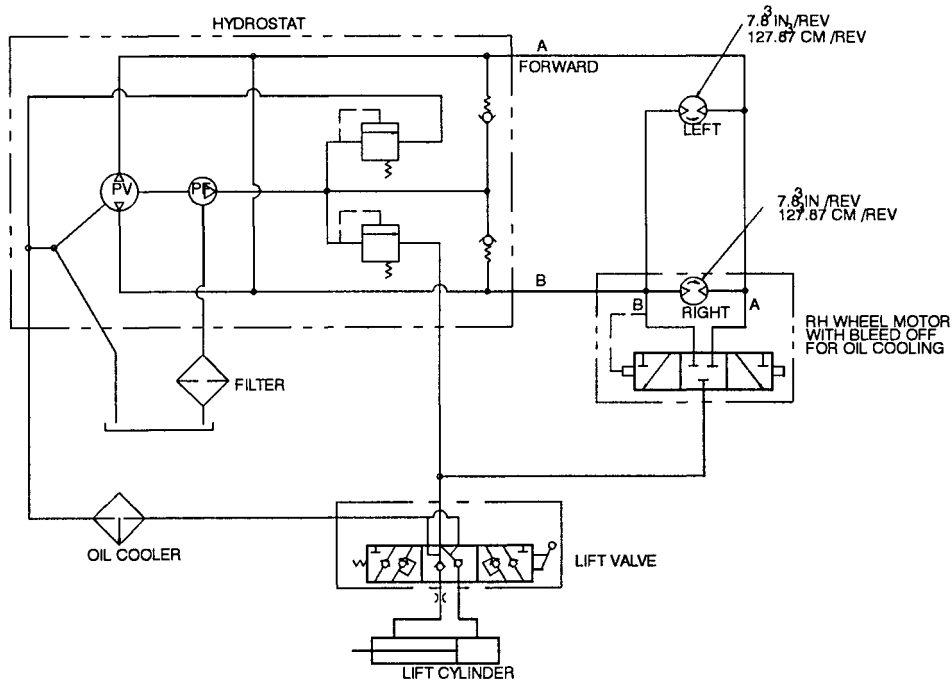 HYDROSTAT
7.8 IN³/REV
127.87 CM³/REV
A
FORWARD
LEFT
PV
PF
7.8 IN³/REV
127.87 CM³/REV
B
B
RIGHT
A
RH WHEEL MOTOR
WITH BLEED OFF
FOR OIL COOLING
FILTER
OIL COOLER
LIFT VALVE
LIFT CYLINDER